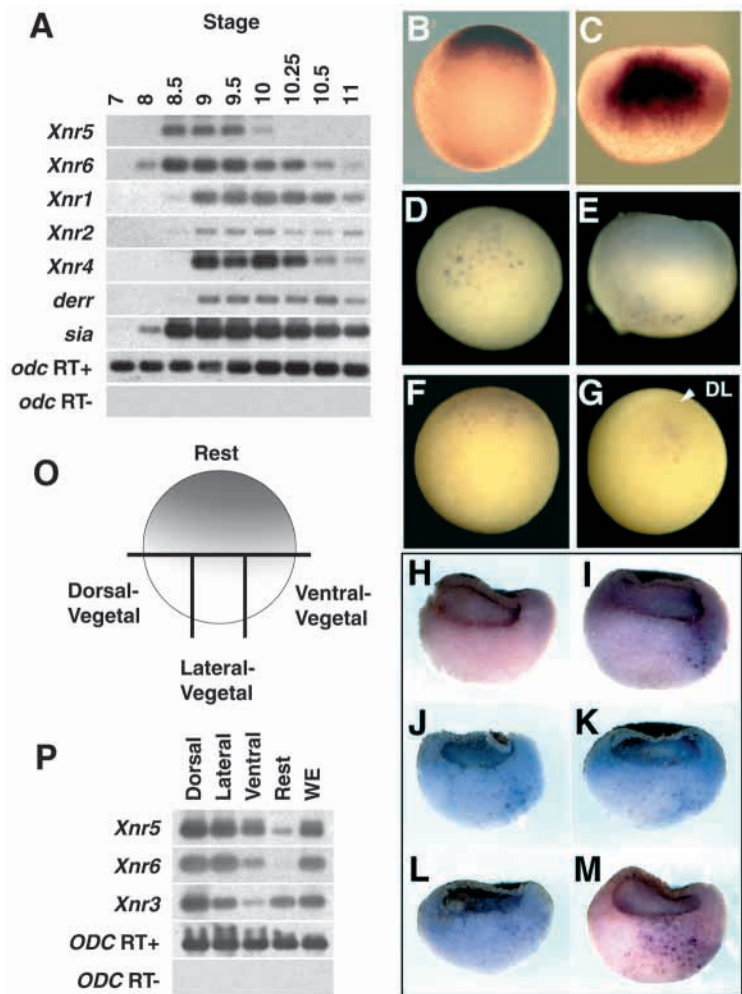 A
Stage
7 8 8.5 9 9.5 10 10.25 10.5 11
Xnr5
Xnr6
Xnr1
Xnr2
Xnr4
derr
sia
odc RT+
odc RT-
B
C
D
E
F
G
DL
O
Rest
Dorsal-
Vegetal
Ventral-
Vegetal
Lateral-
Vegetal
H
I
J
K
L
M
P
Dorsal Lateral Ventral Rest WE
Xnr5
Xnr6
Xnr3
ODC RT+
ODC RT-